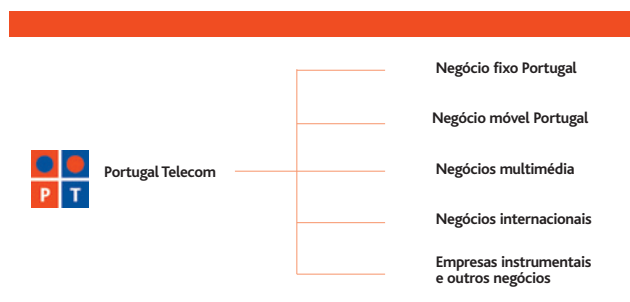 Negócio fixo Portugal
Negócio móvel Portugal
P T
Portugal Telecom
Negócios multimédia
Negócios internacionais
Empresas instrumentais
e outros negócios